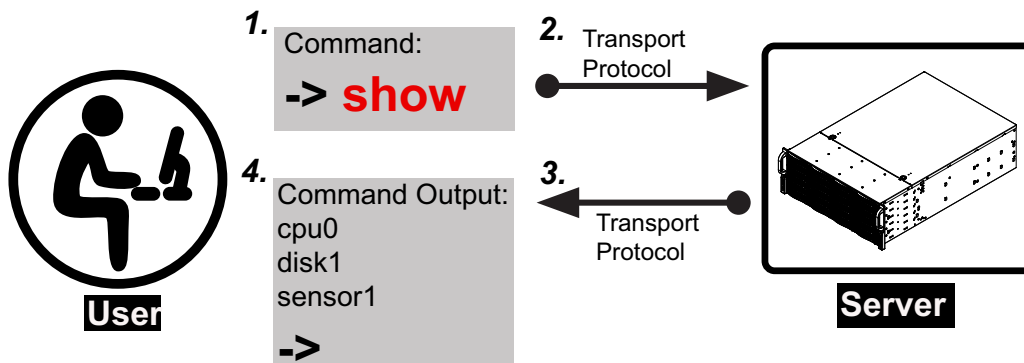 1.
Command:
-> show
2.
Transport
Protocol
3.
Transport
Protocol
4.
Command Output:
cpu0
disk1
sensor1
->
User
Server